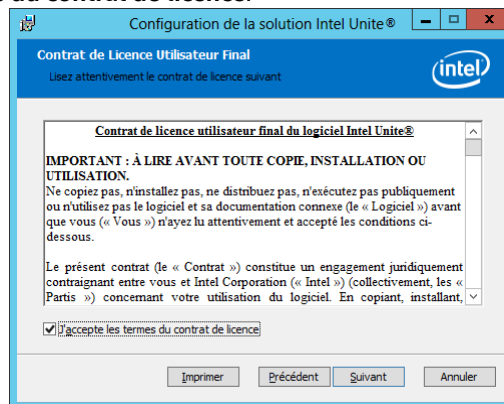 du contrat de licence.
Configuration de la solution Intel Unite®
Contrat de Licence Utilisateur Final
Lisez attentivement le contrat de licence suivant
intel
Contrat de licence utilisateur final du logiciel Intel Unite®
IMPORTANT : À LIRE AVANT TOUTE COPIE, INSTALLATION OU
UTILISATION.
Ne copiez pas, n'installez pas, ne distribuez pas, n'exécutez pas publiquement
ou n'utilisez pas le logiciel et sa documentation connexe (le « Logiciel ») avant
que vous (« Vous ») n'ayez lu attentivement et accepté les conditions ci-
dessous.
Le présent contrat (le « Contrat ») constitue un engagement juridiquement
contraignant entre vous et Intel Corporation (« Intel ») (collectivement, les «
Partis ») concernant votre utilisation du logiciel. En copiant, installant,
J'accepte les termes du contrat de licence
Imprimer
Précédent
Suivant
Annuler